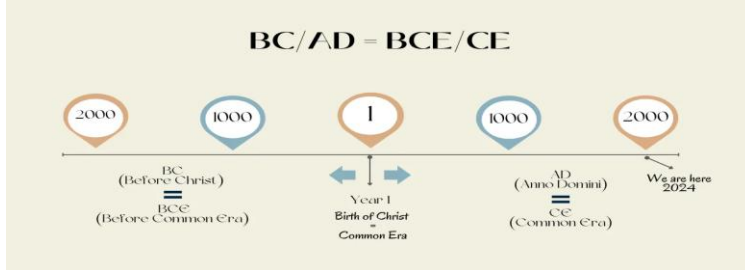 BC/AD = BCE/CE
2000
1000
1
1000
2000
BC
(Before Christ)
=
BCE
(Before Common Era)
Year 1
Birth of Christ
=
Common Era
AD
(Anno Domini)
=
CE
(Common Era)
We are here
2024